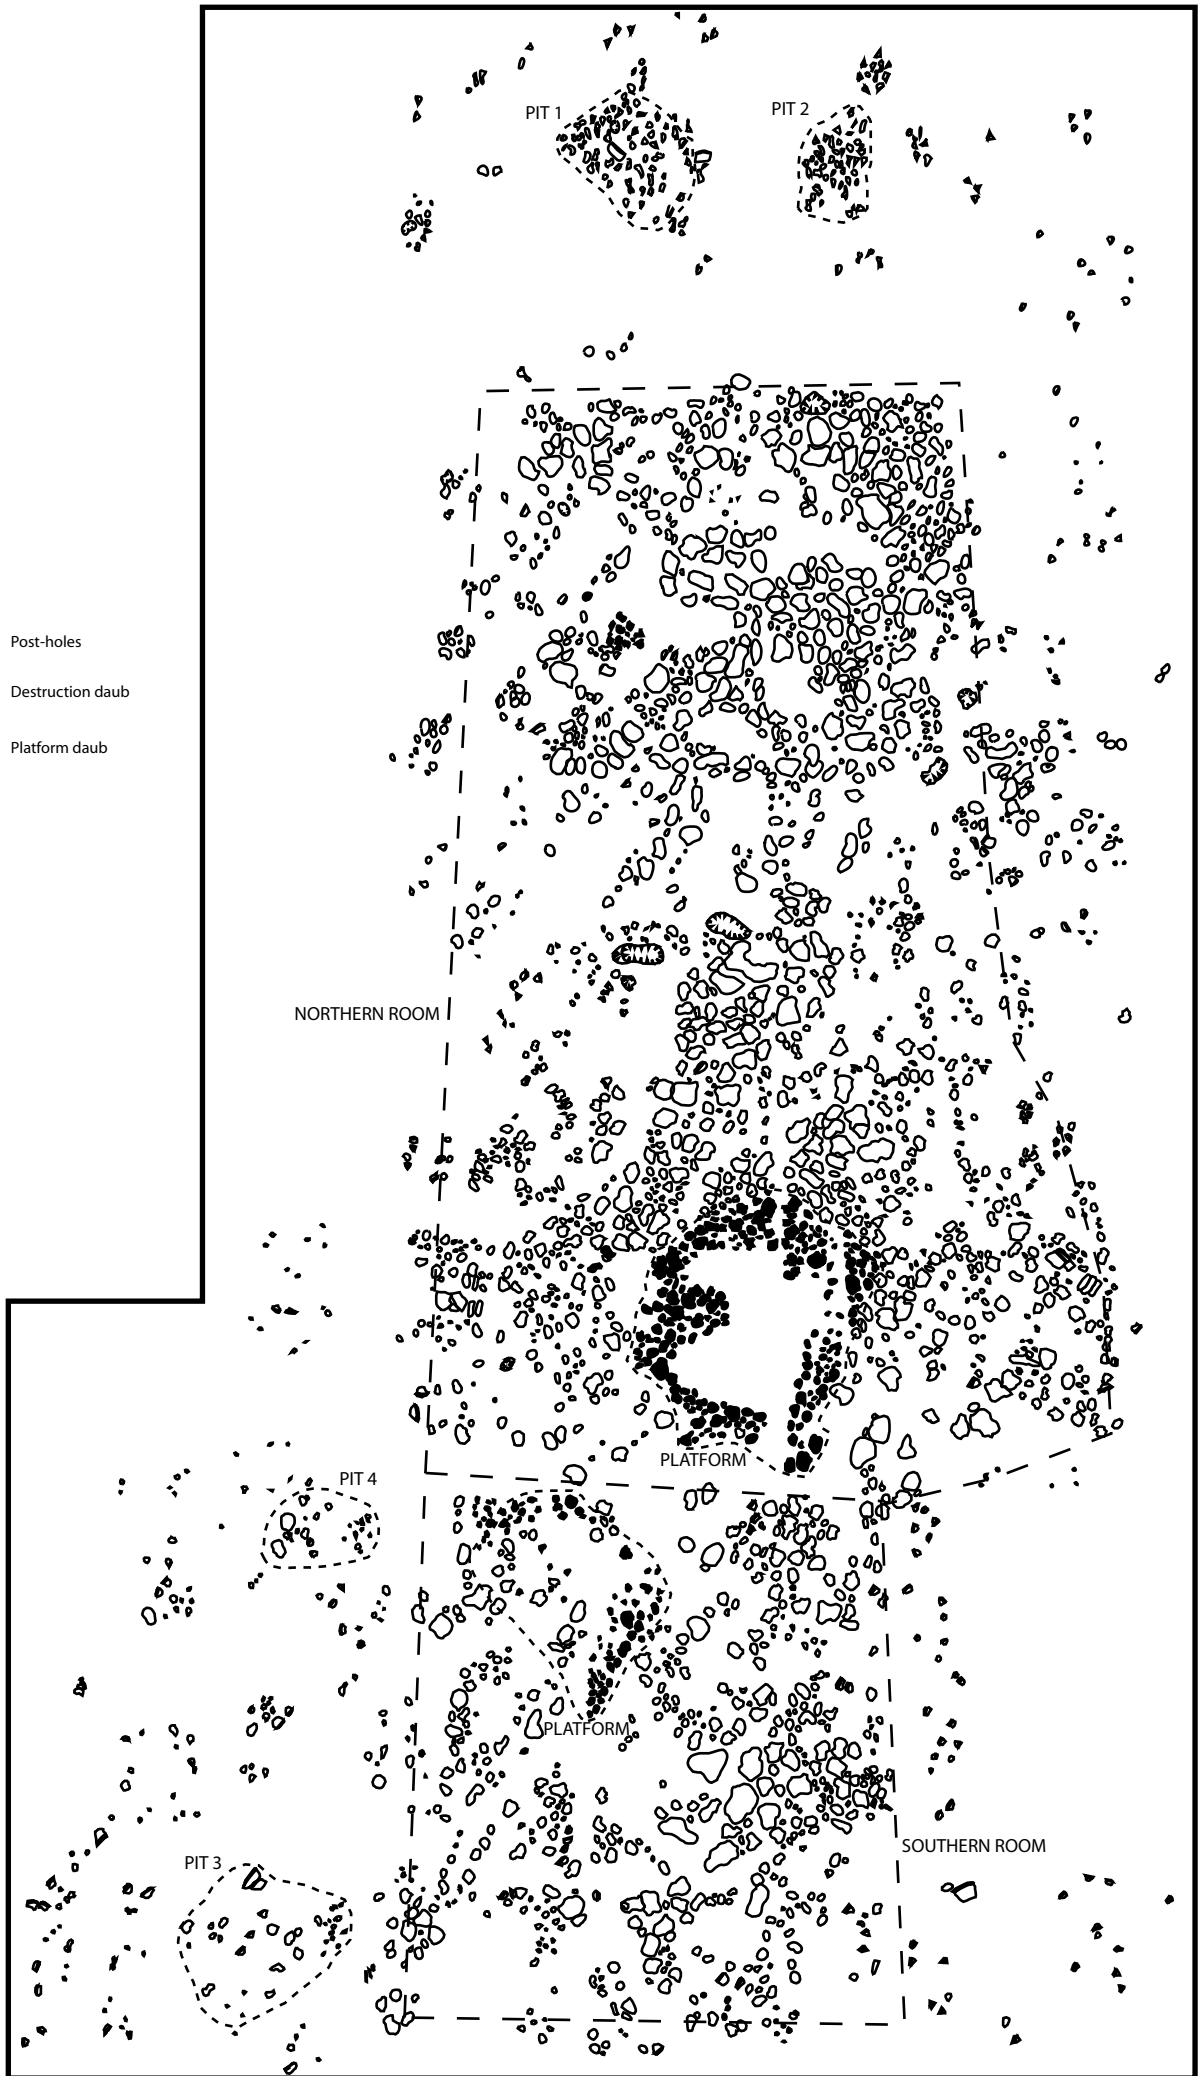 PIT 1
PIT 2
Post-holes
Destruction daub
Platform daub
NORTHERN ROOM
PLATFORM
PIT 4
PLATFORM
SOUTHERN ROOM
PIT 3